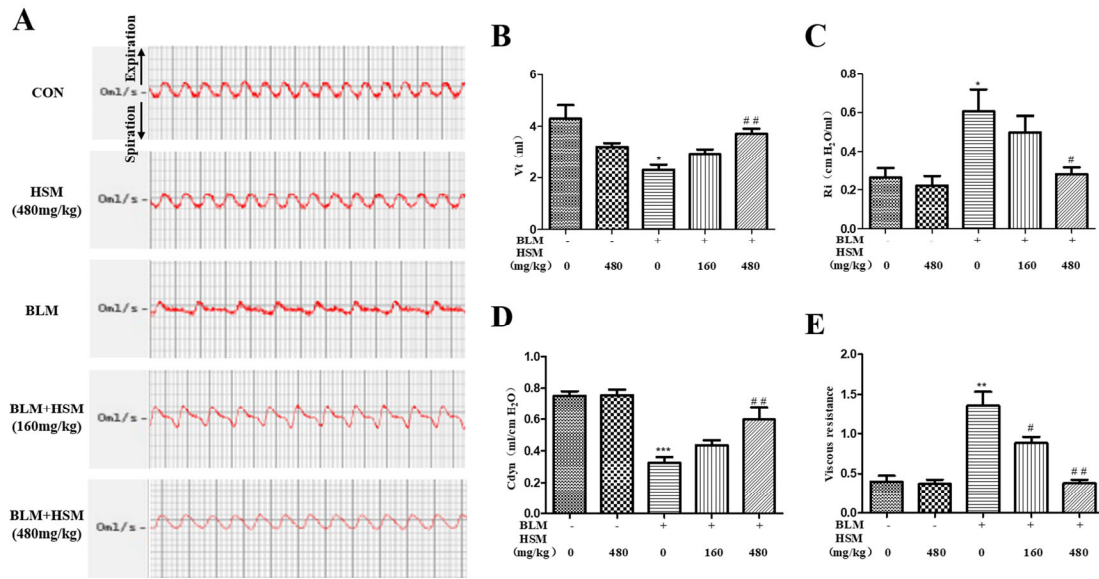 A
Expiration
Spiration
CON
0ml/s-
HSM
(480mg/kg)
0ml/s-
BLM
0ml/s-
BLM+HSM
(160mg/kg)
0ml/s-
BLM+HSM
(480mg/kg)
0ml/s-
B
Vt (ml)
6
4
2
0
*
# #
BLM - - + + +
HSM
(mg/kg) 0 480 0 160 480
C
Ri (cm H₂O/ml)
0.8
0.6
0.4
0.2
0.0
*
#
BLM - - + + +
HSM
(mg/kg) 0 480 0 160 480
D
Cdyn (ml/cm H₂O)
1.0
0.8
0.6
0.4
0.2
0.0
***
# #
BLM - - + + +
HSM
(mg/kg) 0 480 0 160 480
E
Viscous resistance
2.0
1.5
1.0
0.5
0.0
**
#
# #
BLM - - + + +
HSM
(mg/kg) 0 480 0 160 480